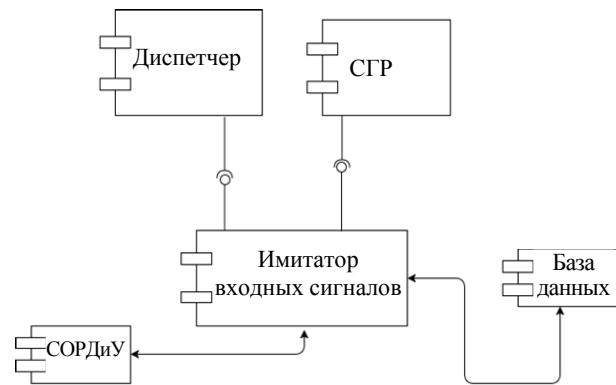 Диспетчер
СГР
Имитатор
входных сигналов
База
данных
СОРДиУ